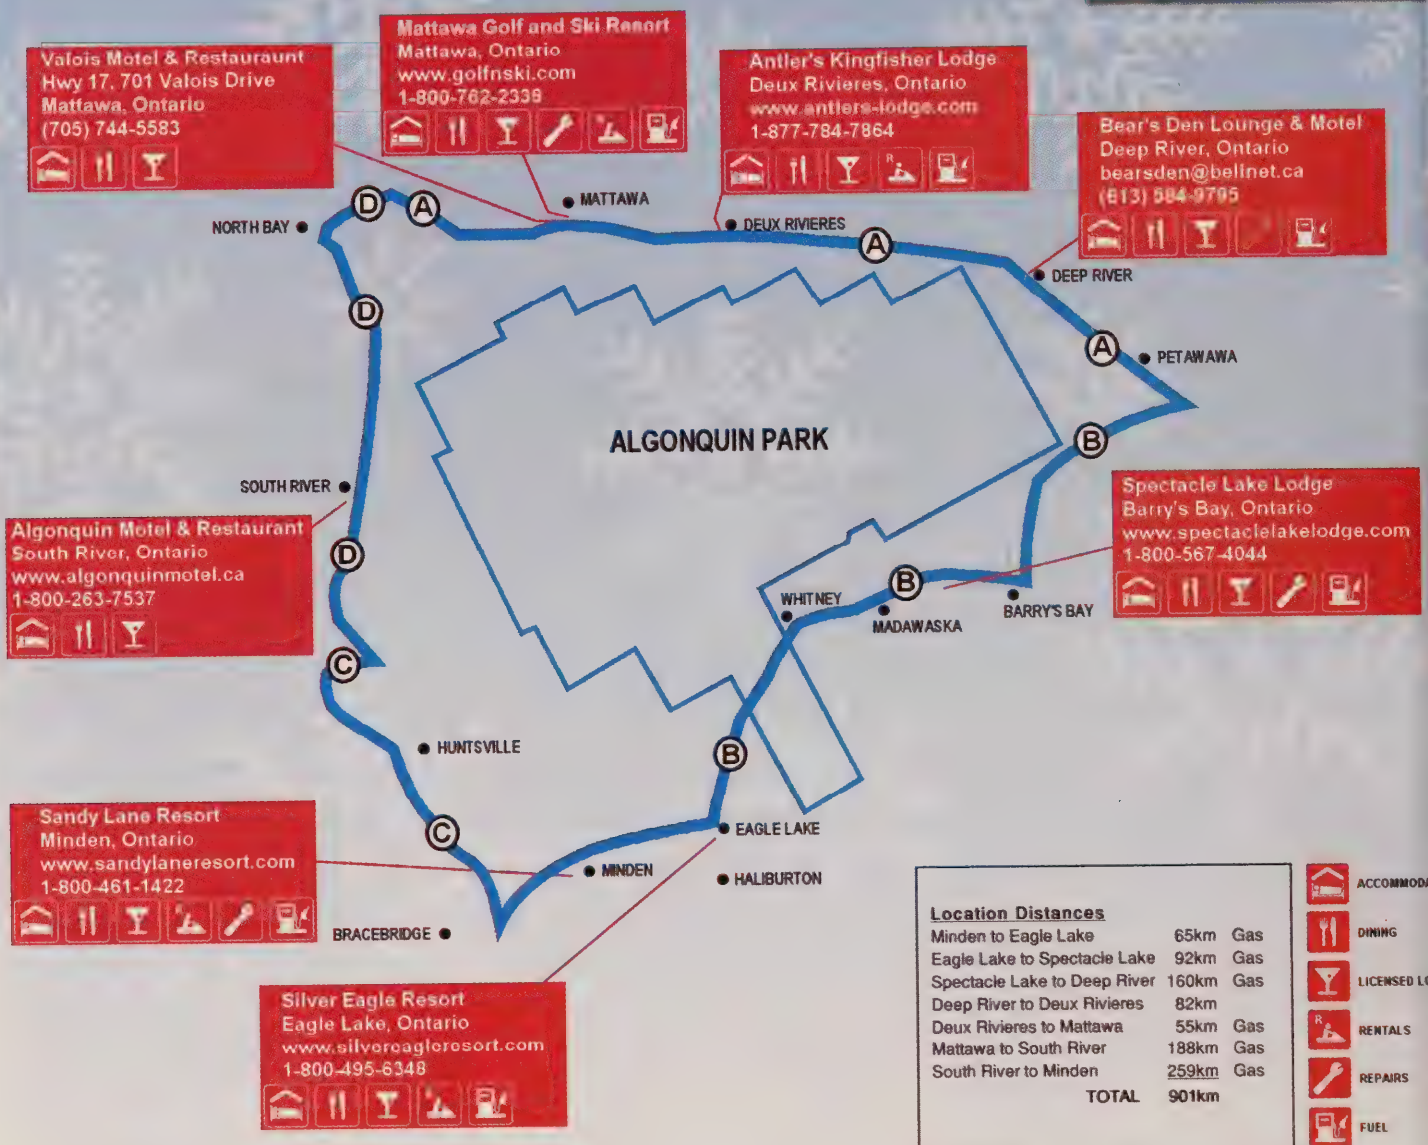 Valois Motel & Restauraunt
Hwy 17, 701 Valois Drive
Mattawa, Ontario
(705) 744-5583
Mattawa Golf and Ski Resort
Mattawa, Ontario
www.golfnski.com
1-800-762-2339
Antler's Kingfisher Lodge
Deux Rivieres, Ontario
www.antlers-lodge.com
1-877-784-7864
R
Bear's Den Lounge & Motel
Deep River, Ontario
bearsden@bellnet.ca
(613) 584-9795
NORTH BAY
D
A
MATTAWA
DEUX RIVIERES
A
DEEP RIVER
D
A
PETAWAWA
ALGONQUIN PARK
B
SOUTH RIVER
Algonquin Motel & Restaurant
South River, Ontario
www.algonquinmotel.ca
1-800-263-7537
D
Spectacle Lake Lodge
Barry's Bay, Ontario
www.spectaclelakelodge.com
1-800-567-4044
B
WHITNEY
MADAWASKA
BARRY'S BAY
C
HUNTSVILLE
B
Sandy Lane Resort
Minden, Ontario
www.sandylaneresort.com
1-800-461-1422
C
EAGLE LAKE
MINDEN
HALIBURTON
BRACEBRIDGE
Silver Eagle Resort
Eagle Lake, Ontario
www.silvereagleresort.com
1-800-495-6348
Location Distances
Minden to Eagle Lake 65km Gas
Eagle Lake to Spectacle Lake 92km Gas
Spectacle Lake to Deep River 160km Gas
Deep River to Deux Rivieres 82km
Deux Rivieres to Mattawa 55km Gas
Mattawa to South River 188km Gas
South River to Minden 259km Gas
TOTAL 901km
ACCOMMODA
DINING
LICENSED LO
R
RENTALS
REPAIRS
FUEL